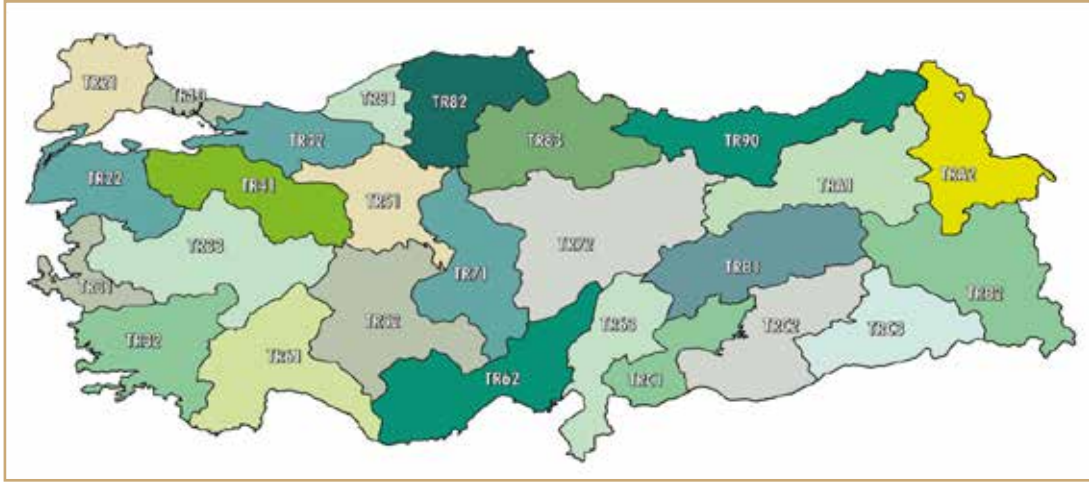 TR21
TR10
TR81
TR82
TR42
TR83
TR90
TR22
TR41
TR51
TRA1
TRA2
TR33
TR72
TR71
TRB1
TR31
TRB2
TR52
TR63
TRC2
TRC3
TR32
TR61
TR62
TRC1